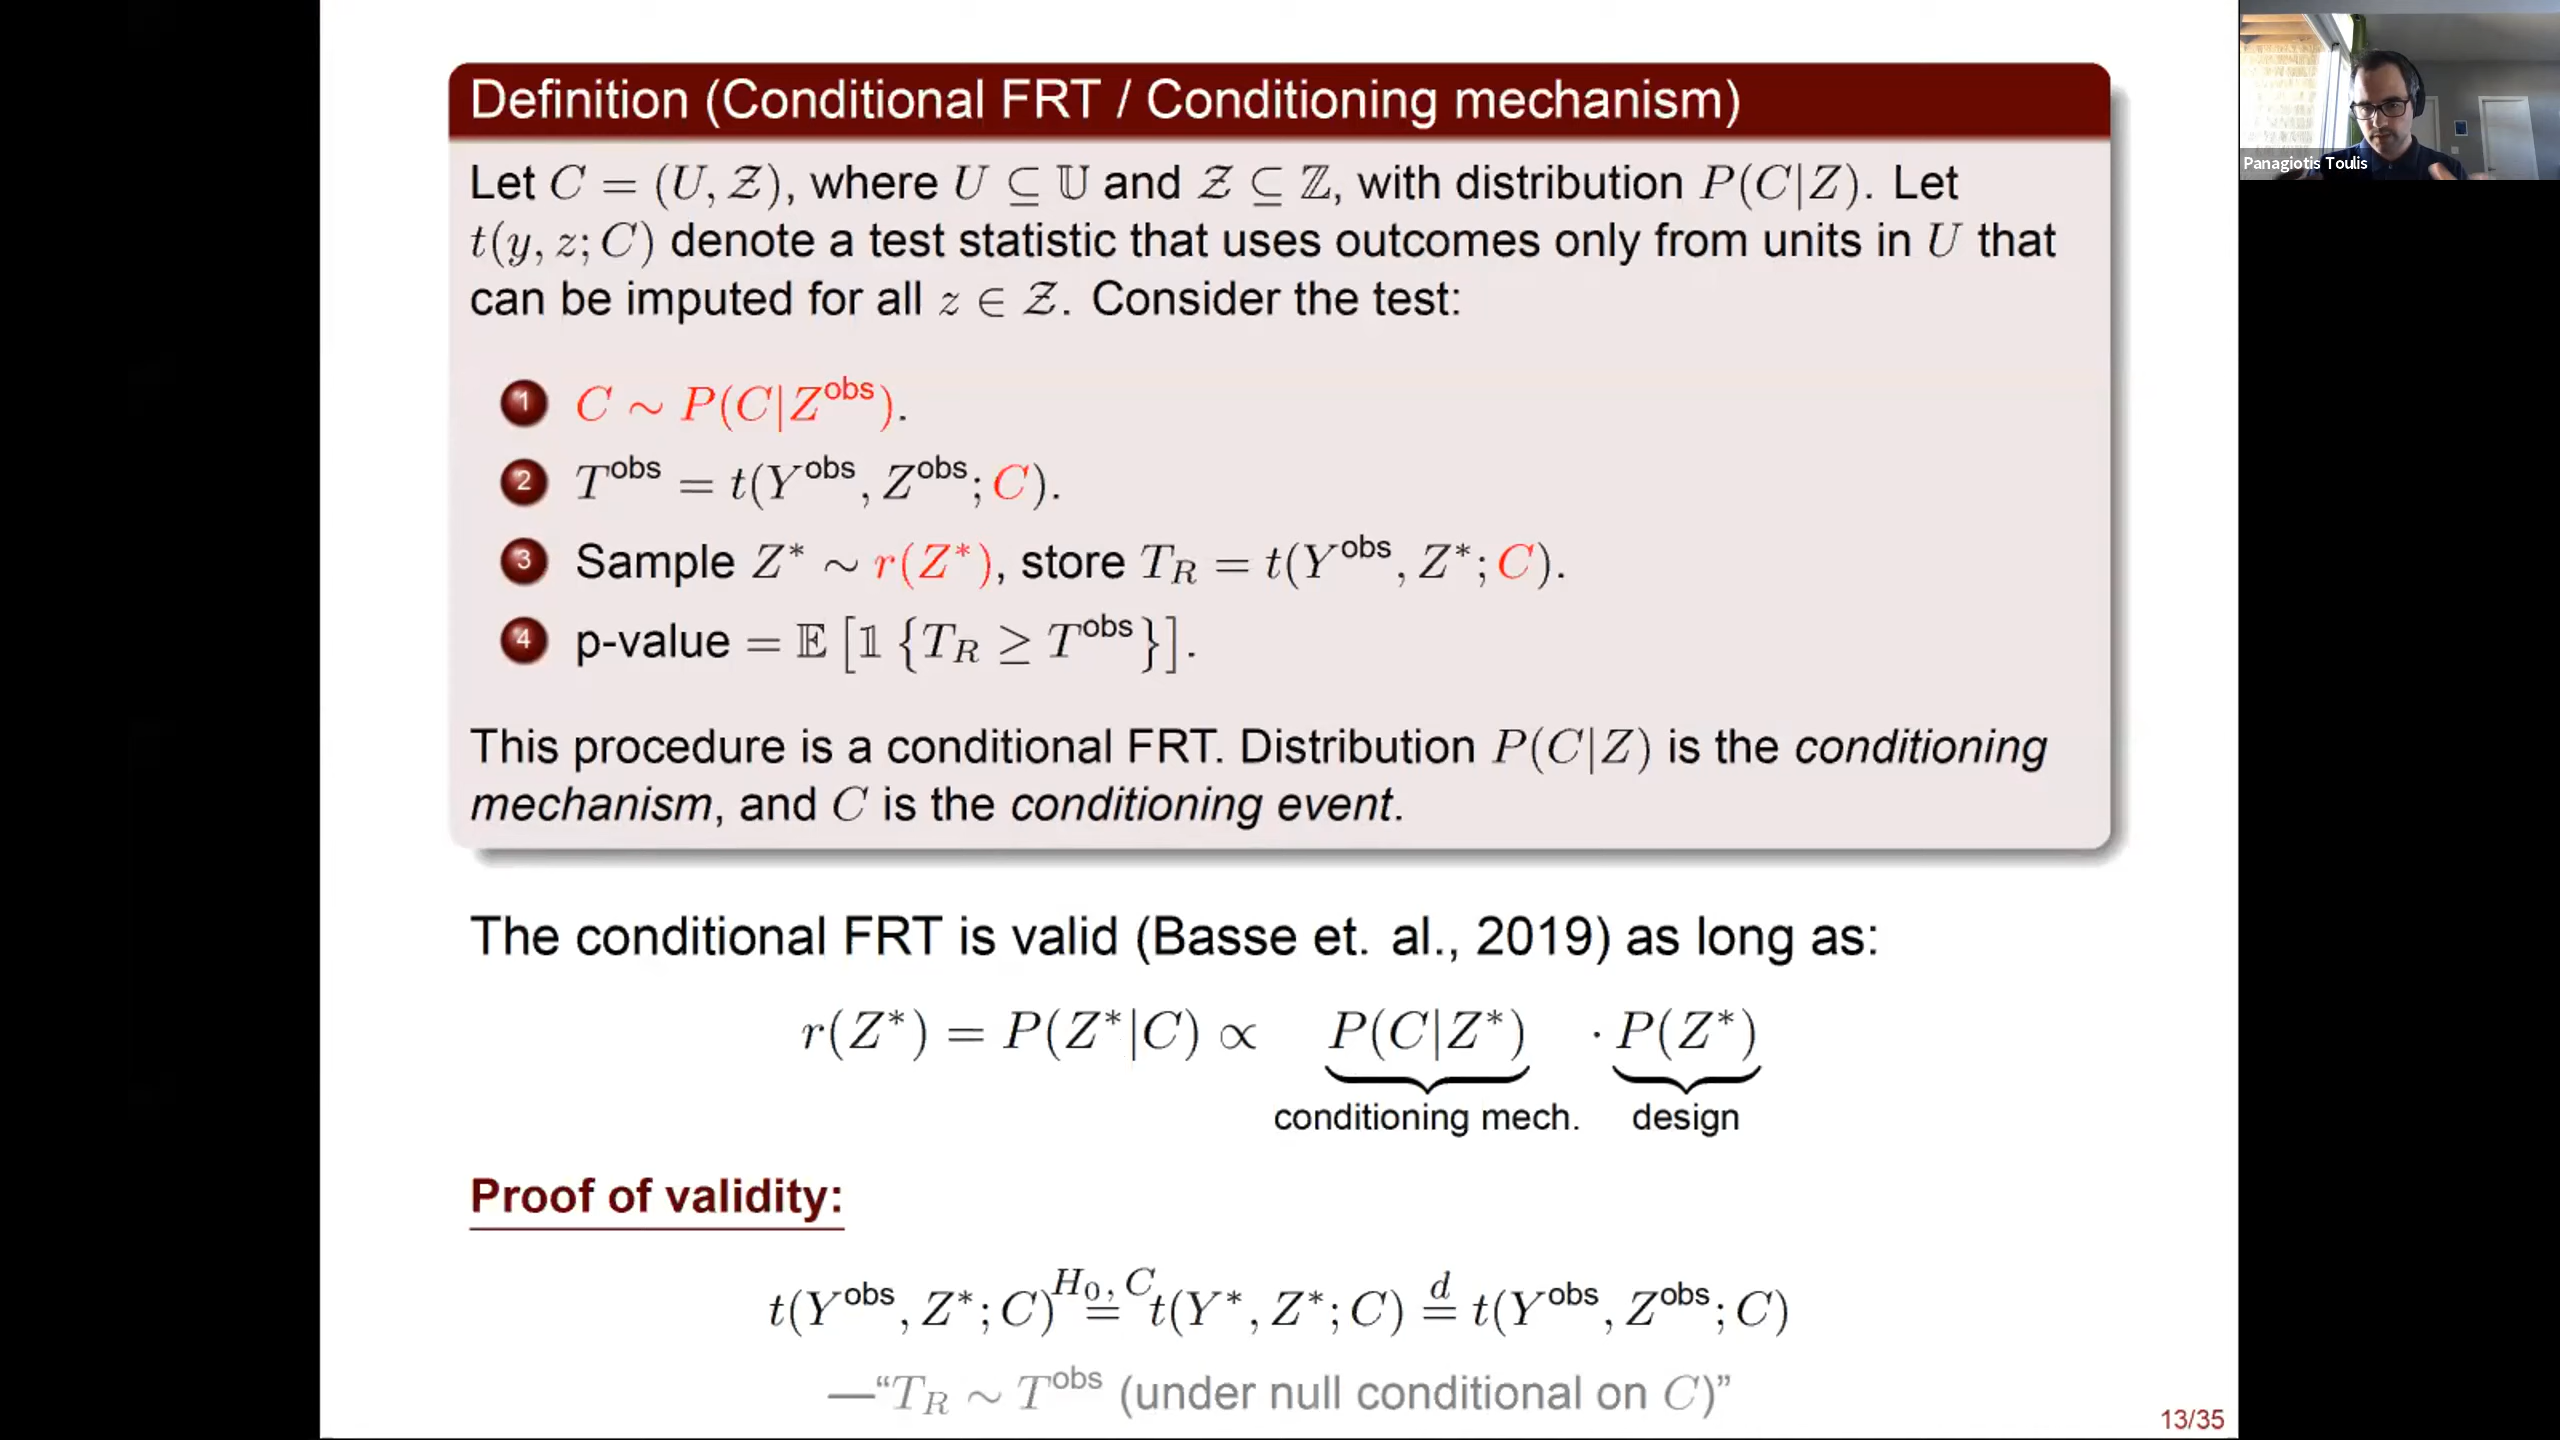 Definition (Conditional FRT / Conditioning mechanism)
Let C = (U, 𝒵), where U ⊆ 𝕌 and 𝒵 ⊆ ℤ, with distribution P(C|Z). Let
t(y, z; C) denote a test statistic that uses outcomes only from units in U that
can be imputed for all z ∈ 𝒵. Consider the test:
1 C ∼ P(C|Z^obs).
2 T^obs = t(Y^obs, Z^obs; C).
3 Sample Z* ∼ r(Z*), store T_R = t(Y^obs, Z*; C).
4 p-value = 𝔼 [𝟙 {T_R ≥ T^obs}].
This procedure is a conditional FRT. Distribution P(C|Z) is the conditioning
mechanism, and C is the conditioning event.
The conditional FRT is valid (Basse et. al., 2019) as long as:
r(Z*) = P(Z*|C) ∝ P(C|Z*) · P(Z*)
conditioning mech. design
Proof of validity:
t(Y^obs, Z*; C) =^{H_0, C} t(Y*, Z*; C) =^d t(Y^obs, Z^obs; C)
—“T_R ∼ T^obs (under null conditional on C)”
13/35
Panagiotis Toulis